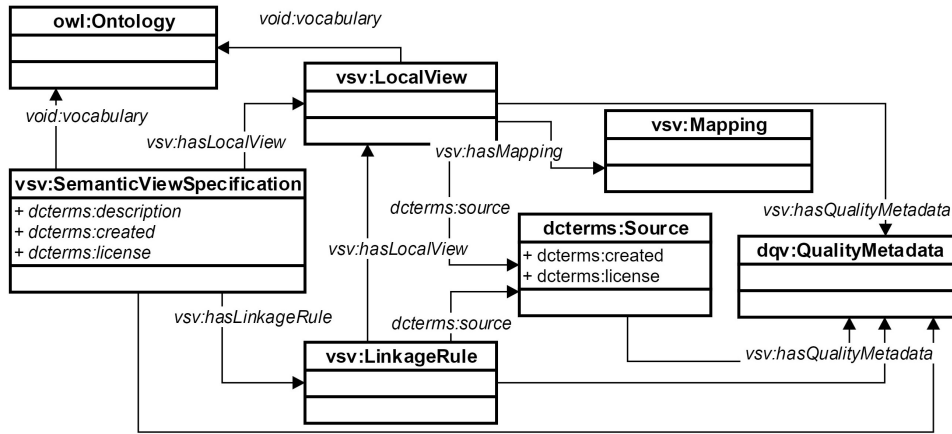 owl:Ontology
void:vocabulary
vsv:LocalView
void:vocabulary
vsv:hasLocalView
vsv:hasMapping
vsv:Mapping
vsv:SemanticViewSpecification
+ dcterms:description
+ dcterms:created
+ dcterms:license
dcterms:source
vsv:hasLocalView
dcterms:Source
+ dcterms:created
+ dcterms:license
vsv:hasQualityMetadata
dqv:QualityMetadata
vsv:hasLinkageRule
dcterms:source
vsv:LinkageRule
vsv:hasQualityMetadata